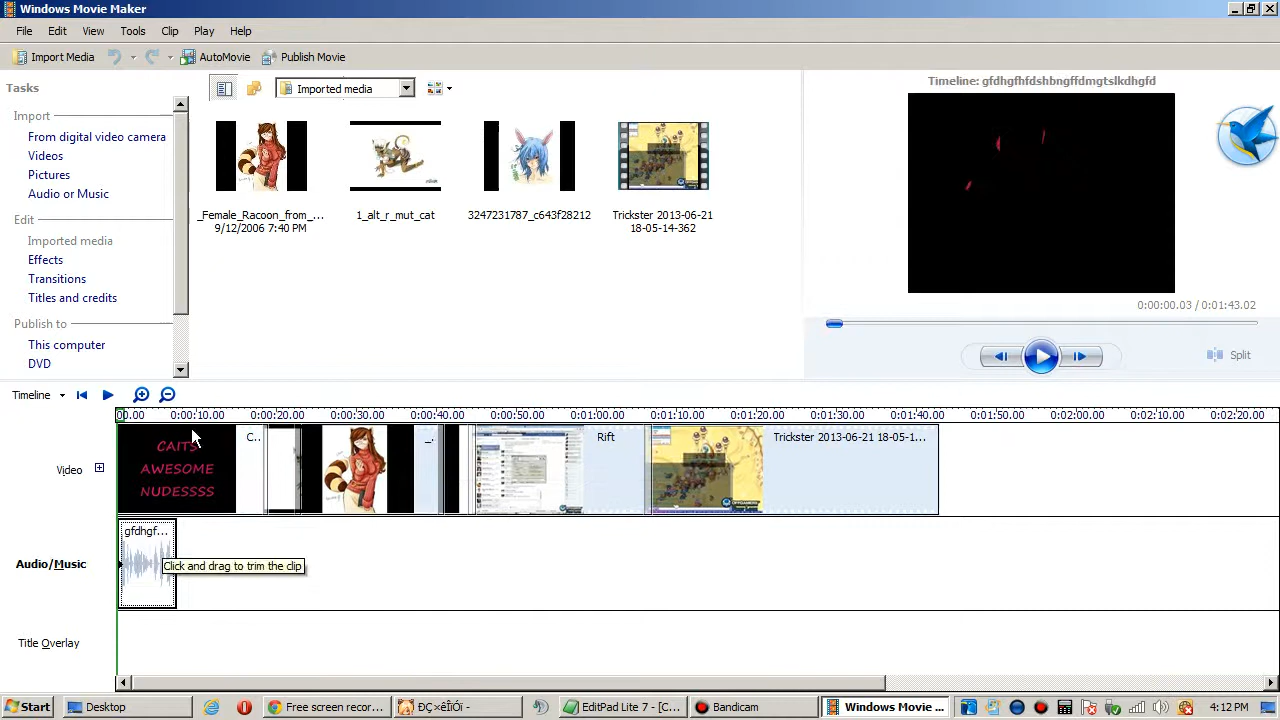 Windows Movie Maker
File Edit View Tools Clip Play Help
Import Media AutoMovie Publish Movie
Tasks
Import
From digital video camera
Videos
Pictures
Audio or Music
Edit
Imported media
Effects
Transitions
Titles and credits
Publish to
This computer
DVD
Imported media
_Female_Racoon_from_...
9/12/2006 7:40 PM
1_alt_r_mut_cat
3247231787_c643f28212
Trickster 2013-06-21
18-05-14-362
Timeline: gfdhgfhfdshbngffdmgtslkdhgfd
0:00:00.03 / 0:01:43.02
Split
Timeline
00.00 0:00:10.00 0:00:20.00 0:00:30.00 0:00:40.00 0:00:50.00 0:01:00.00 0:01:10.00 0:01:20.00 0:01:30.00 0:01:40.00 0:01:50.00 0:02:00.00 0:02:10.00 0:02:20.00
Video
CAITS
AWESOME
NUDESSSS
C..
_..
Rift
Trickster 2013-06-21 18-05-1...
Audio/Music
gfdhgf...
Click and drag to trim the clip
Title Overlay
Start Desktop Free screen recor... ÐÇ×êÎÒÏ - EditPad Lite 7 - [C... Bandicam Windows Movie ... 4:12 PM